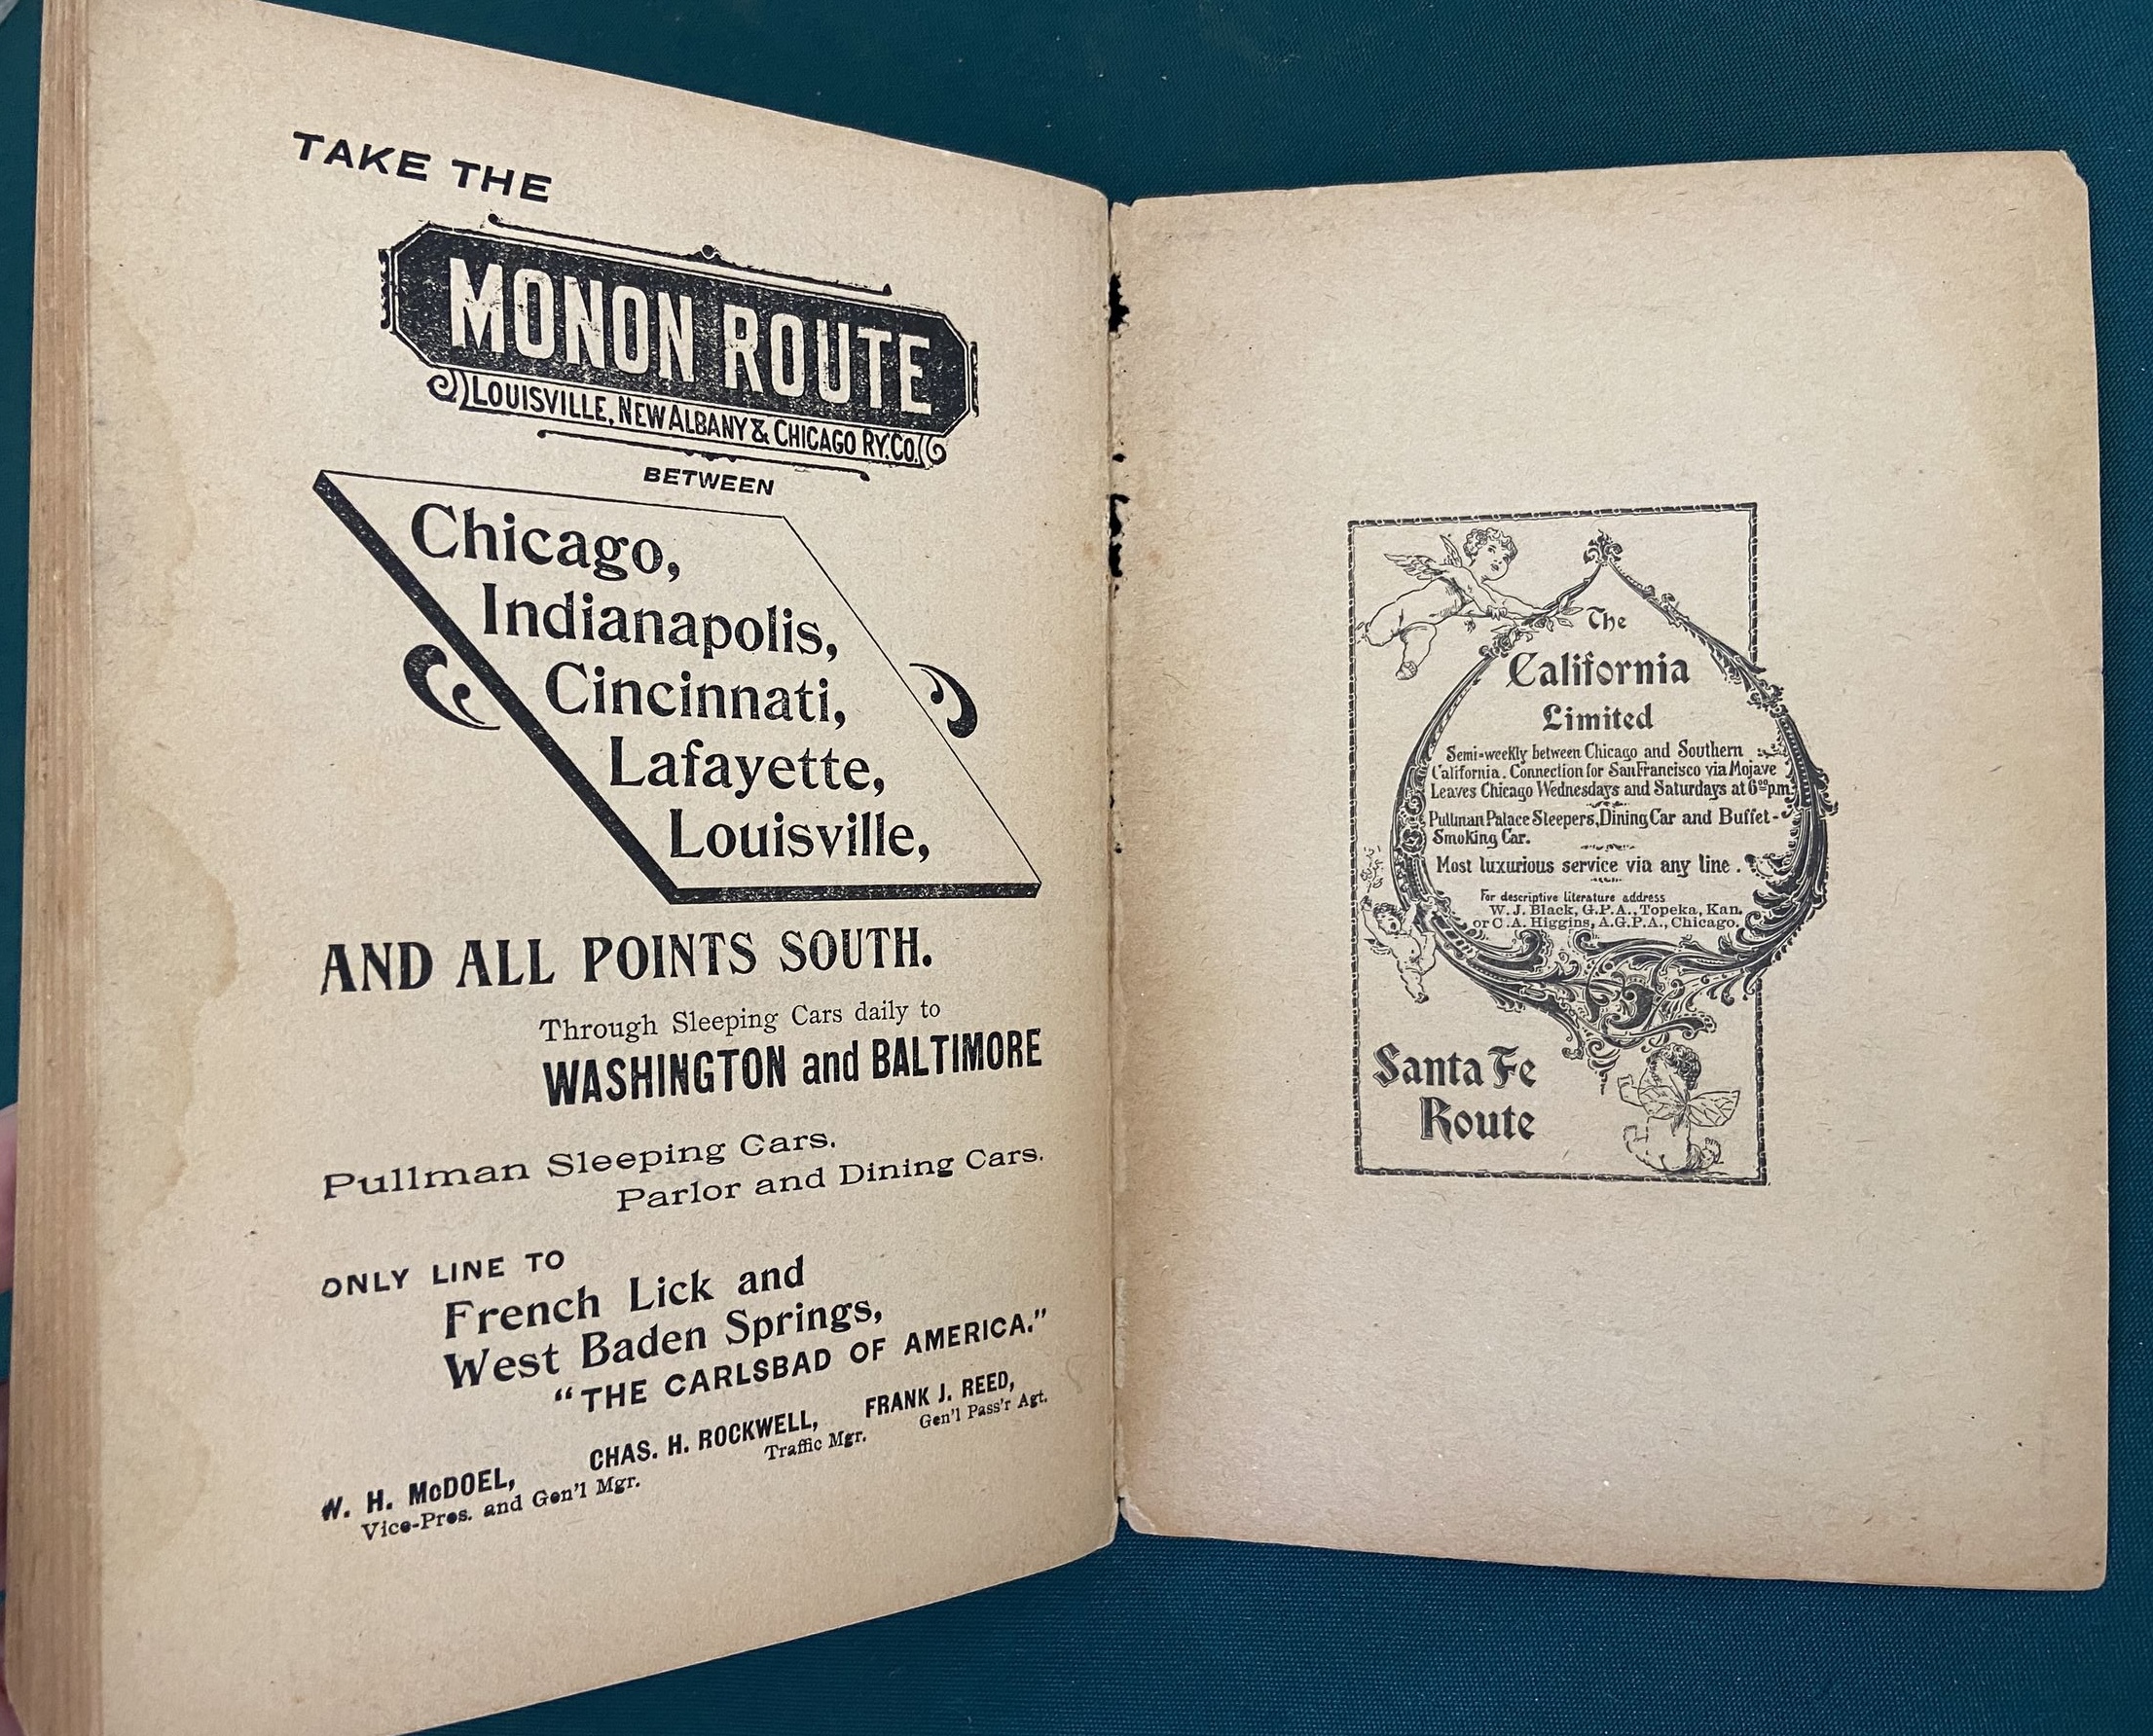 TAKE THE
MONON ROUTE
LOUISVILLE, NEW ALBANY & CHICAGO RY. CO.
BETWEEN
Chicago,
Indianapolis,
Cincinnati,
Lafayette,
Louisville,
AND ALL POINTS SOUTH.
Through Sleeping Cars daily to
WASHINGTON and BALTIMORE
Pullman Sleeping Cars.
Parlor and Dining Cars.
ONLY LINE TO
French Lick and
West Baden Springs,
"THE CARLSBAD OF AMERICA."
W. H. McDOEL,
Vice-Pres. and Gen'l Mgr.
CHAS. H. ROCKWELL,
Traffic Mgr.
FRANK J. REED,
Gen'l Pass'r Agt.
The
California
Limited
Semi-weekly between Chicago and Southern
California. Connection for San Francisco via Mojave
Leaves Chicago Wednesdays and Saturdays at 6:00 p.m.
Pullman Palace Sleepers, Dining Car and Buffet-
Smoking Car.
Most luxurious service via any line.
For descriptive literature address
W. J. Black, G.P.A., Topeka, Kan.
or C. A. Higgins, A.G.P.A., Chicago.
Santa Fe
Route